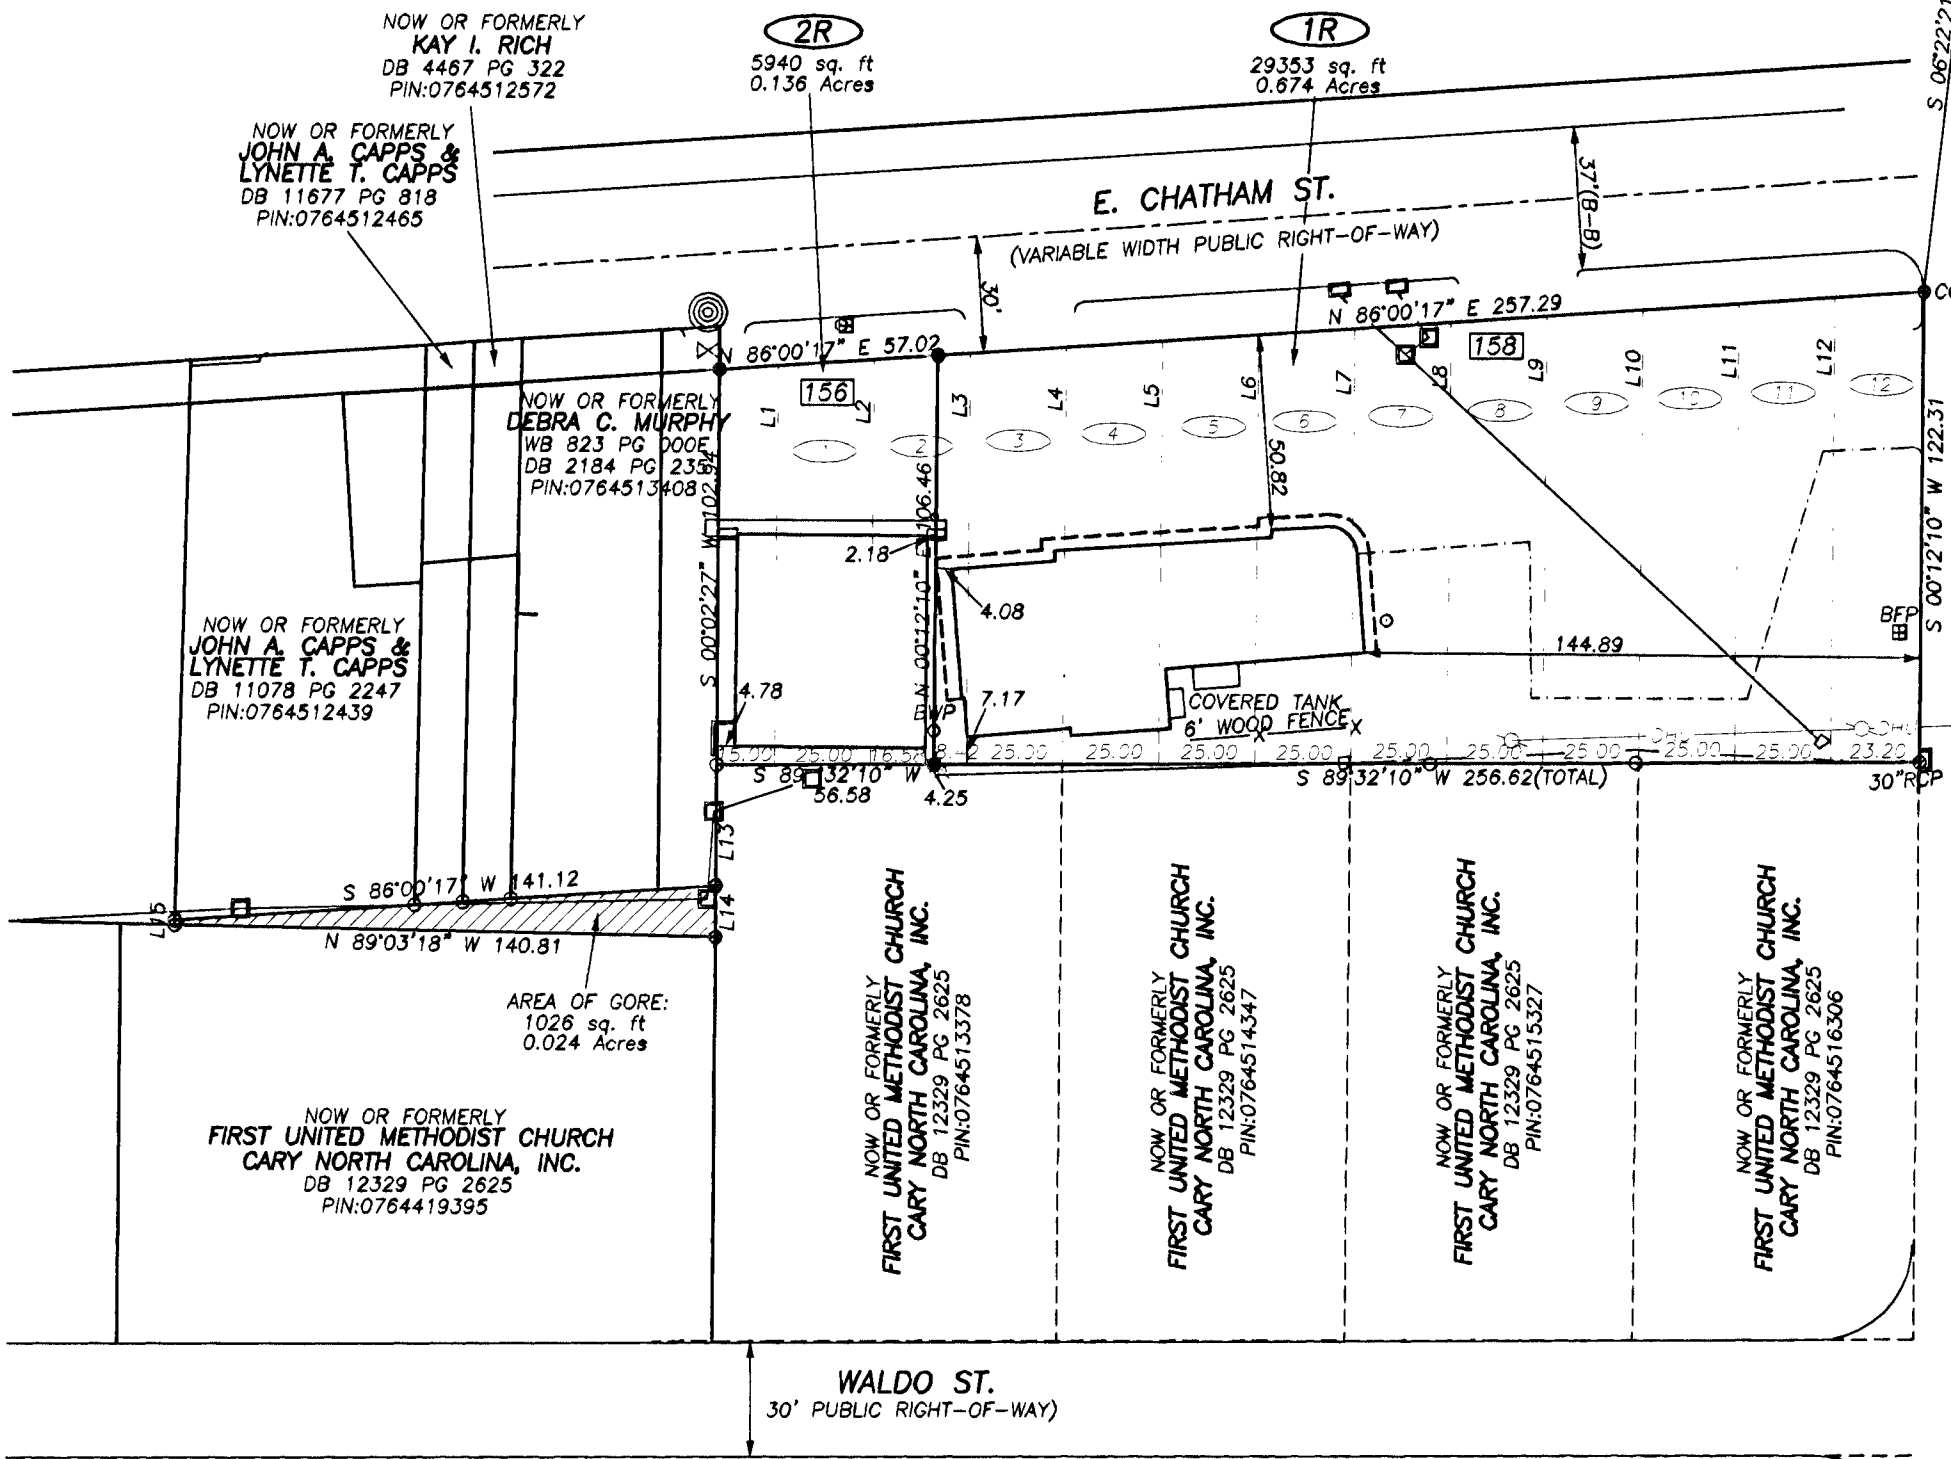 NOW OR FORMERLY
KAY I. RICH
DB 4467 PG 322
PIN:0764512572
2R
5940 sq. ft
0.136 Acres
1R
29353 sq. ft
0.674 Acres
S 06°22'21
NOW OR FORMERLY
JOHN A. CAPPS &
LYNETTE T. CAPPS
DB 11677 PG 818
PIN:0764512465
E. CHATHAM ST.
(VARIABLE WIDTH PUBLIC RIGHT-OF-WAY)
37'(B-B)
30'
N 86°00'17" E 57.02
N 86°00'17" E 257.29
156
158
NOW OR FORMERLY
DEBRA C. MURPHY
WB 823 PG 000E
DB 2184 PG 235
PIN:0764513408
L1
L2
L3
L4
L5
L6
L7
L8
L9
L10
L11
L12
1
2
3
4
5
6
7
8
9
10
11
12
S 00°02'27" W 102.64
N 00°12'10" E 106.46
50.82
S 00°12'10" W 122.31
2.18
4.08
BFP
144.89
NOW OR FORMERLY
JOHN A. CAPPS &
LYNETTE T. CAPPS
DB 11078 PG 2247
PIN:0764512439
4.78
7.17
COVERED TANK
6' WOOD FENCE
X
X
15.00 25.00 16.58 8.42 25.00 25.00 25.00 25.00 25.00 25.00 25.00 25.00 25.00 23.20
S 89°32'10" W
56.58
4.25
S 89°32'10" W 256.62(TOTAL)
30"RCP
L13
L14
L15
S 86°00'17" W 141.12
N 89°03'18" W 140.81
AREA OF GORE:
1026 sq. ft
0.024 Acres
NOW OR FORMERLY
FIRST UNITED METHODIST CHURCH
CARY NORTH CAROLINA, INC.
DB 12329 PG 2625
PIN:0764419395
NOW OR FORMERLY
FIRST UNITED METHODIST CHURCH
CARY NORTH CAROLINA, INC.
DB 12329 PG 2625
PIN:0764513378
NOW OR FORMERLY
FIRST UNITED METHODIST CHURCH
CARY NORTH CAROLINA, INC.
DB 12329 PG 2625
PIN:0764514347
NOW OR FORMERLY
FIRST UNITED METHODIST CHURCH
CARY NORTH CAROLINA, INC.
DB 12329 PG 2625
PIN:0764515327
NOW OR FORMERLY
FIRST UNITED METHODIST CHURCH
CARY NORTH CAROLINA, INC.
DB 12329 PG 2625
PIN:0764516306
WALDO ST.
30' PUBLIC RIGHT-OF-WAY)